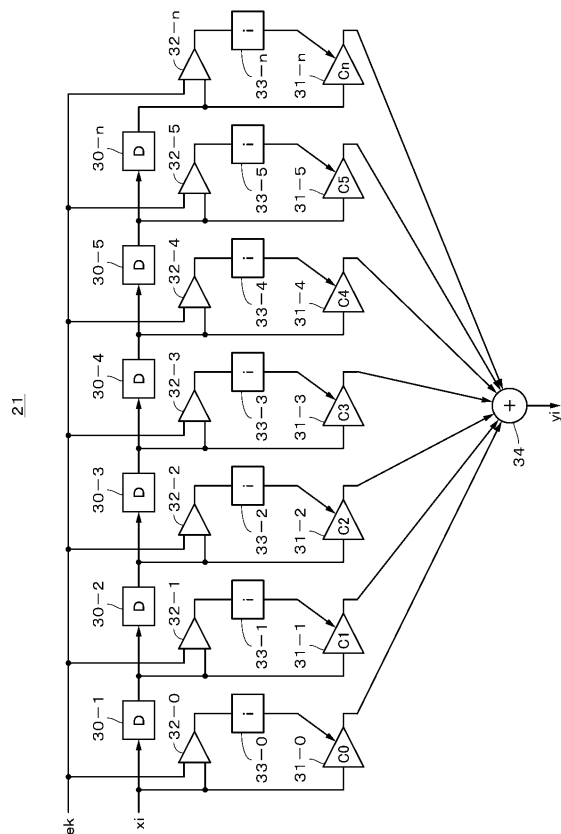 21
ek
xi
30-1
30-2
30-3
30-4
30-5
30-n
D
D
D
D
D
D
32-0
32-1
32-2
32-3
32-4
32-5
32-n
i
i
i
i
i
i
i
33-0
33-1
33-2
33-3
33-4
33-5
33-n
31-0
31-1
31-2
31-3
31-4
31-5
31-n
C0
C1
C2
C3
C4
C5
Cn
+
34
yi